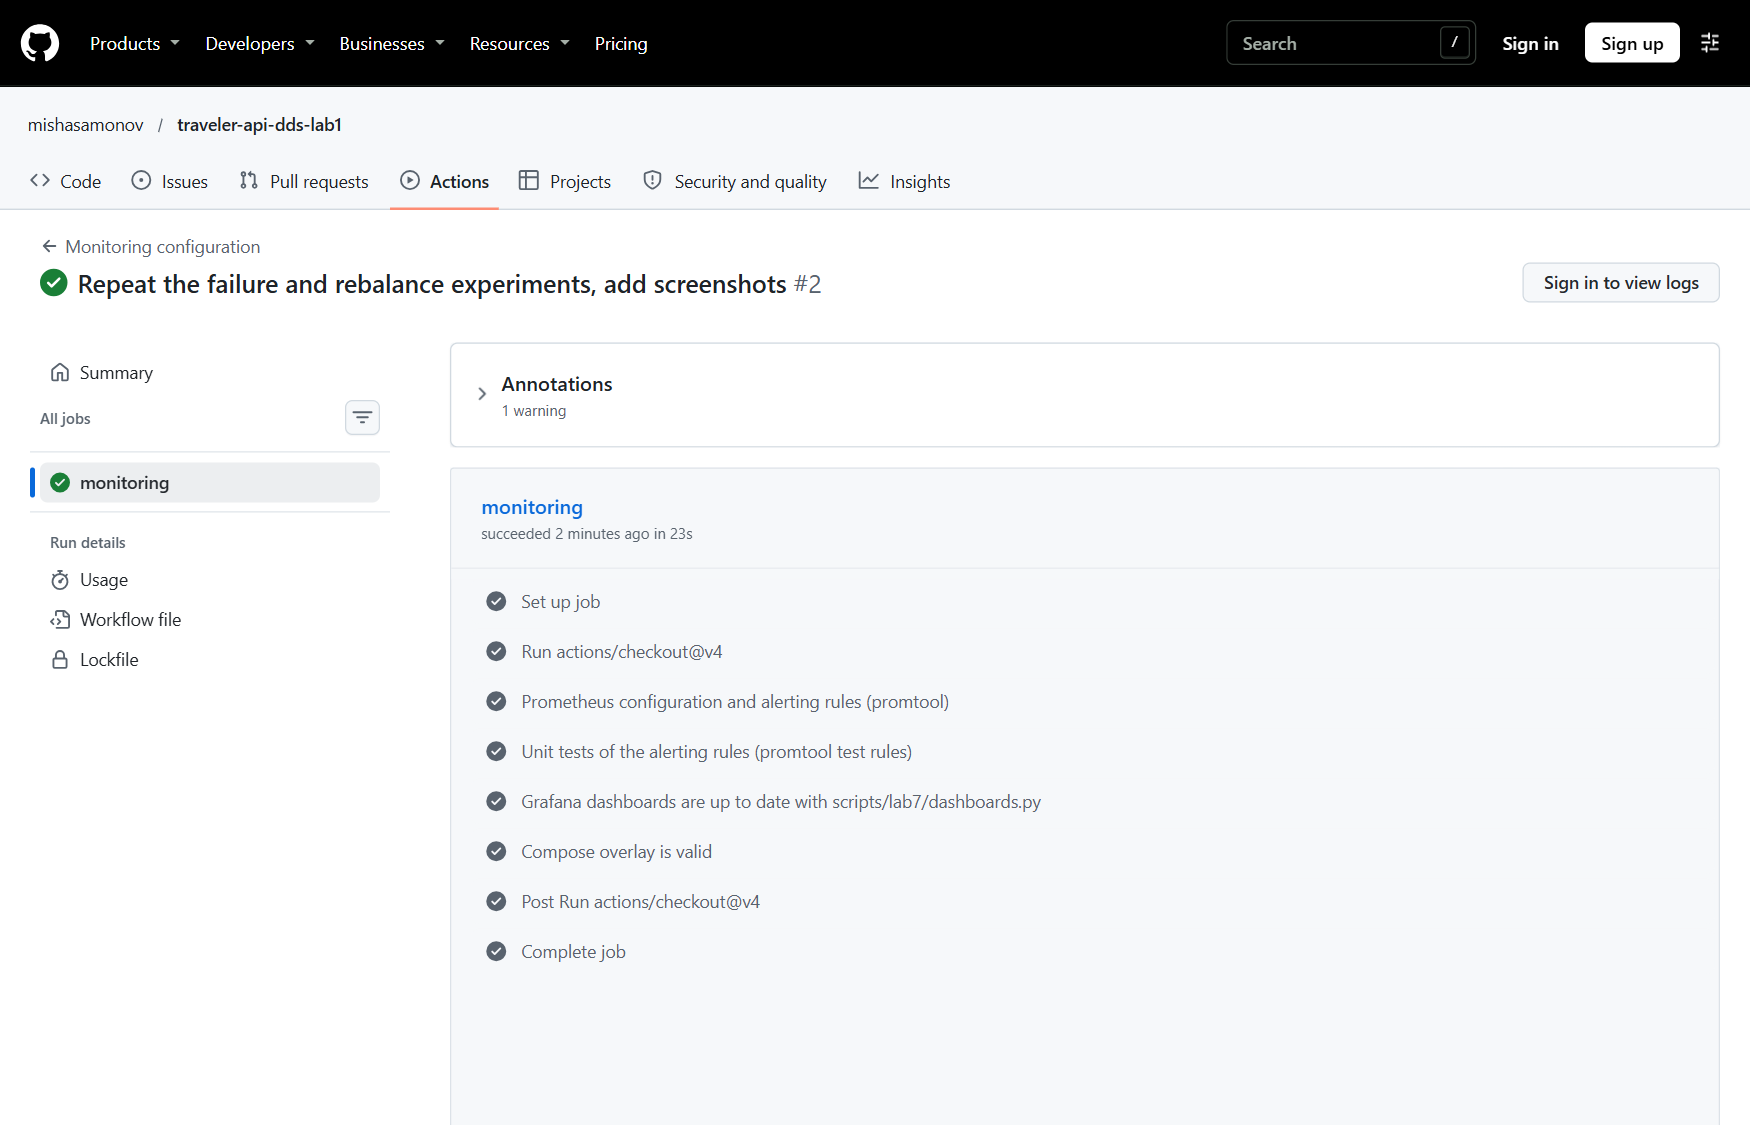 Products Developers Businesses Resources Pricing Search / Sign in Sign up
mishasamonov / traveler-api-dds-lab1
Code Issues Pull requests Actions Projects Security and quality Insights
Monitoring configuration
Repeat the failure and rebalance experiments, add screenshots #2
Sign in to view logs
Summary
All jobs
monitoring
Run details
Usage
Workflow file
Lockfile
Annotations
1 warning
monitoring
succeeded 2 minutes ago in 23s
Set up job
Run actions/checkout@v4
Prometheus configuration and alerting rules (promtool)
Unit tests of the alerting rules (promtool test rules)
Grafana dashboards are up to date with scripts/lab7/dashboards.py
Compose overlay is valid
Post Run actions/checkout@v4
Complete job